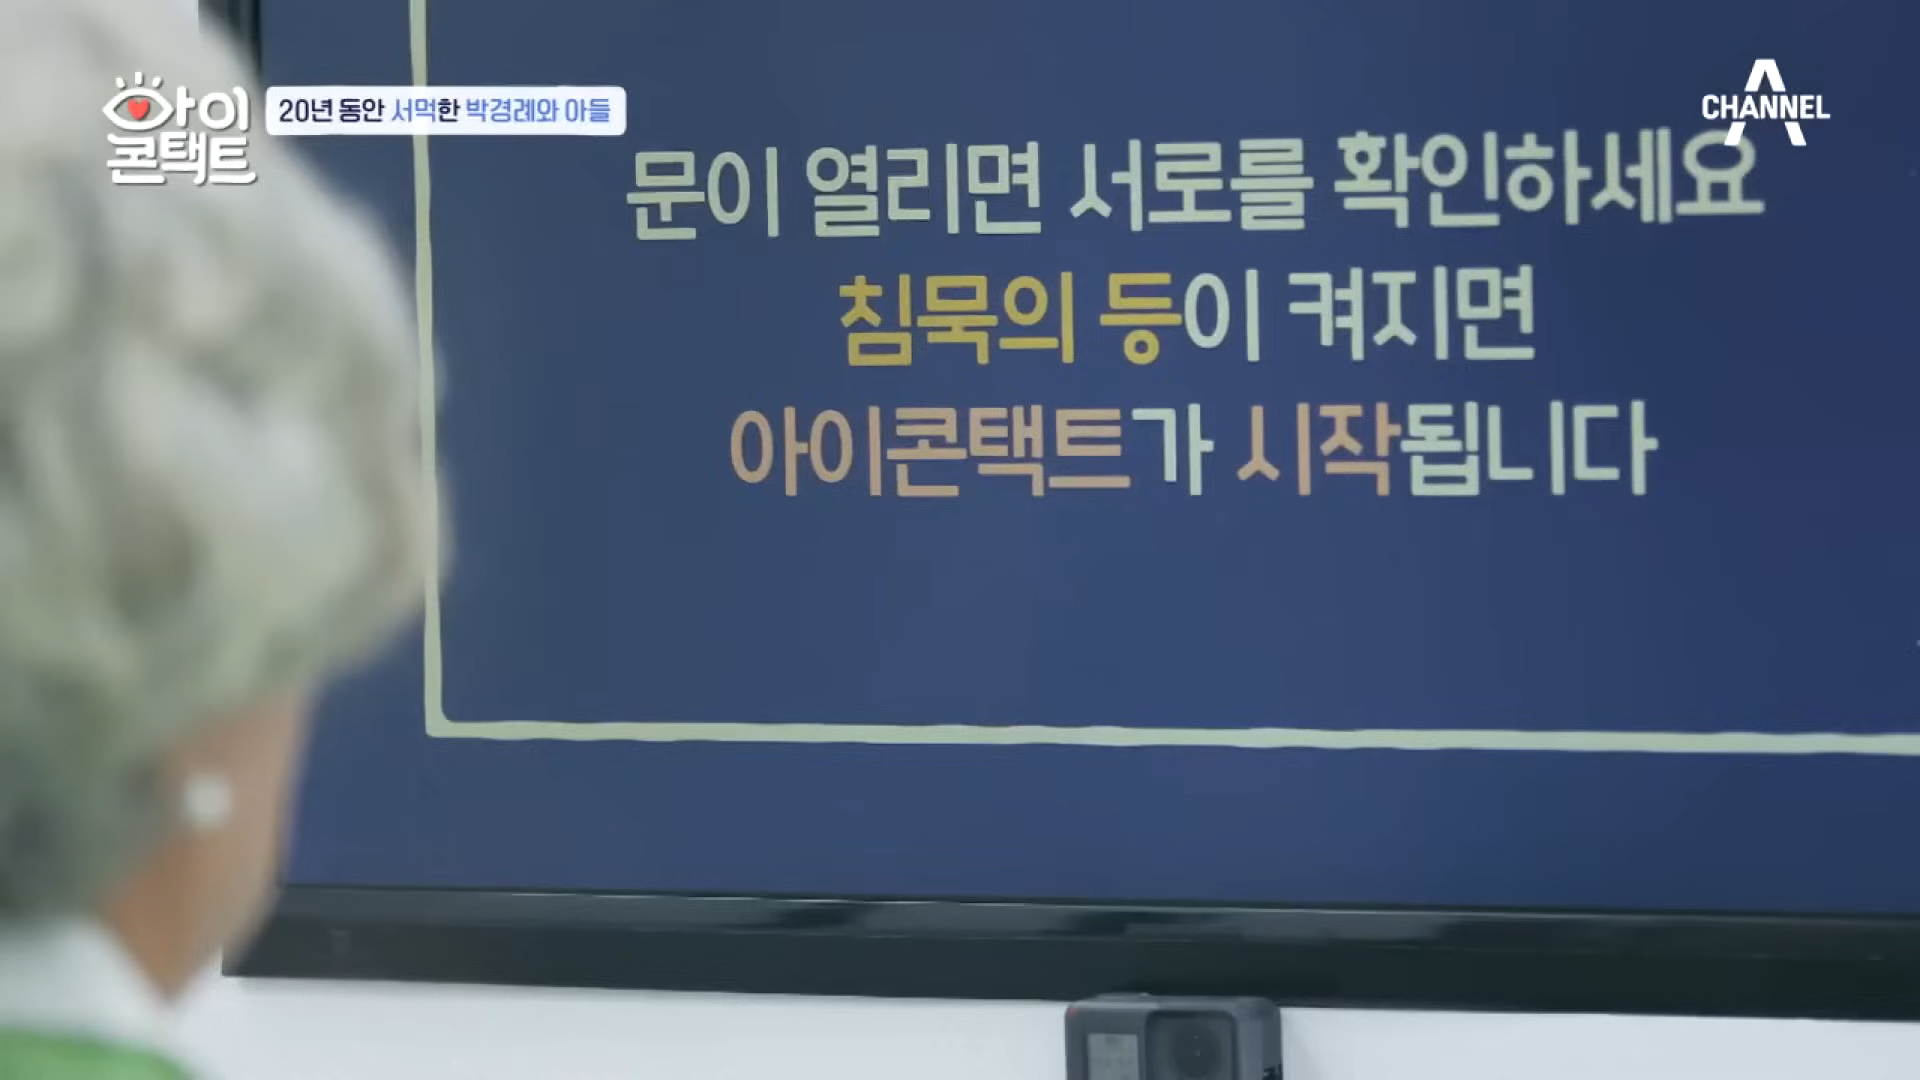 아이
콘택트
20년 동안 서먹한 박경례와 아들
CHANNEL A
문이 열리면 서로를 확인하세요
침묵의 등이 켜지면
아이콘택트가 시작됩니다